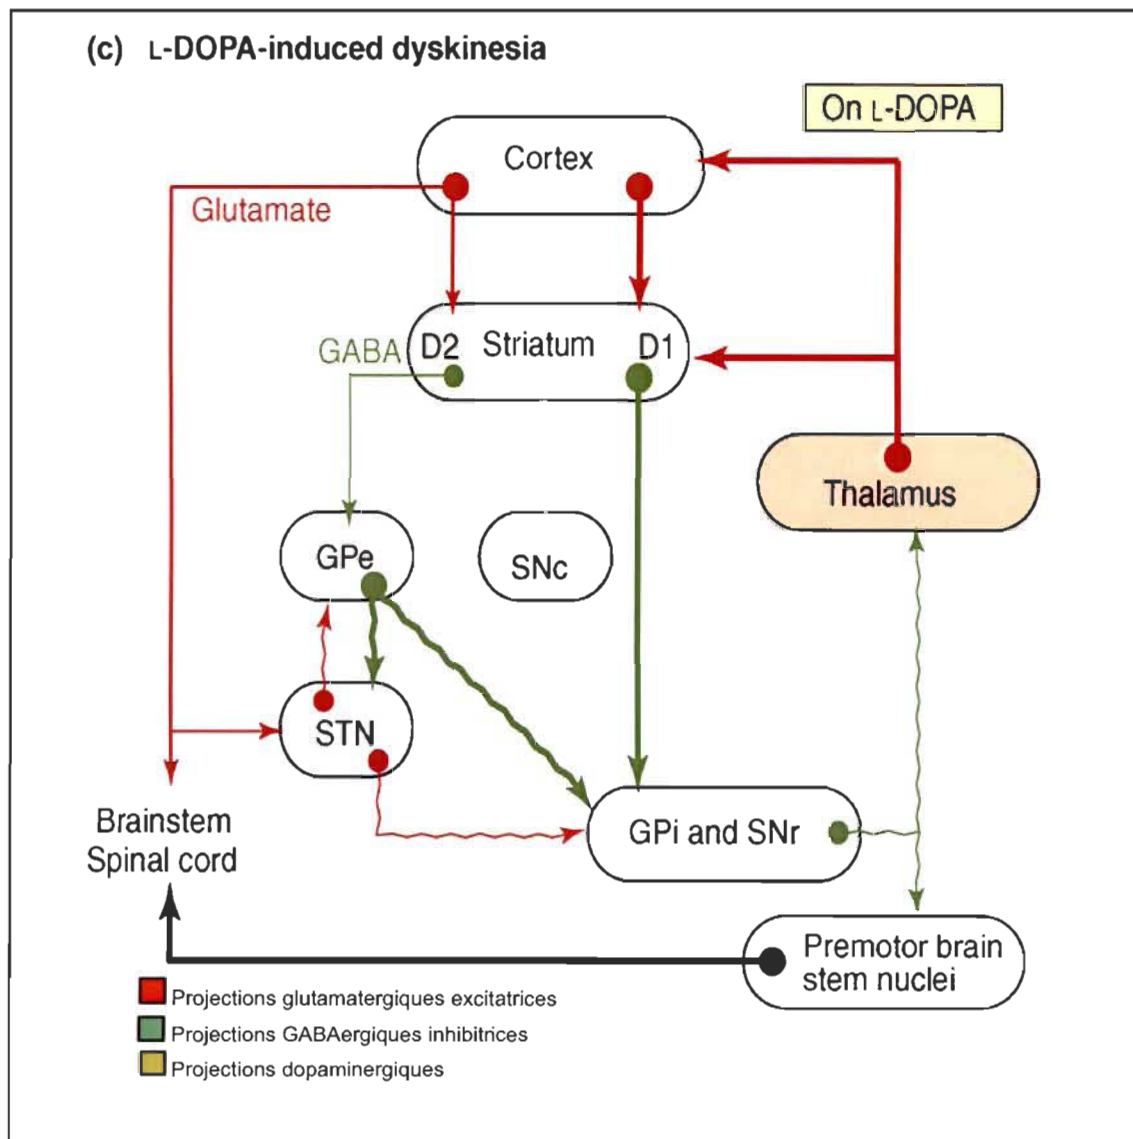 (c) L-DOPA-induced dyskinesia
On L-DOPA
Cortex
Glutamate
GABA
D2 Striatum D1
Thalamus
GPe
SNc
STN
GPi and SNr
Brainstem
Spinal cord
Premotor brain
stem nuclei
Projections glutamatergiques excitatrices
Projections GABAergiques inhibitrices
Projections dopaminergiques